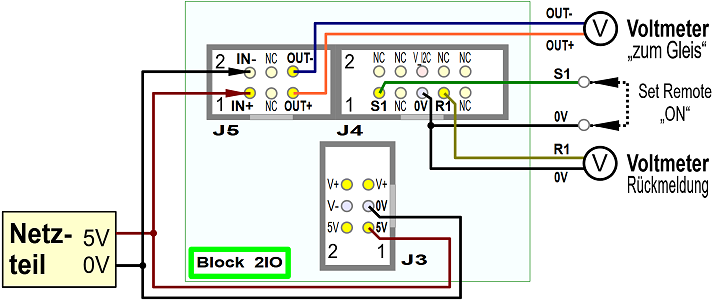 OUT-
Voltmeter
„zum Gleis“
OUT+
2 IN- NC OUT-
1 IN+ NC OUT+
J5
2 NC NC V_I2C NC NC
1 S1 NC 0V R1 NC
J4
S1
Set Remote
„ON“
0V
R1
Voltmeter
Rückmeldung
0V
V+ V+
V- 0V
5V 5V
2 1
J3
Netz-
teil
5V
0V
Block 2IO